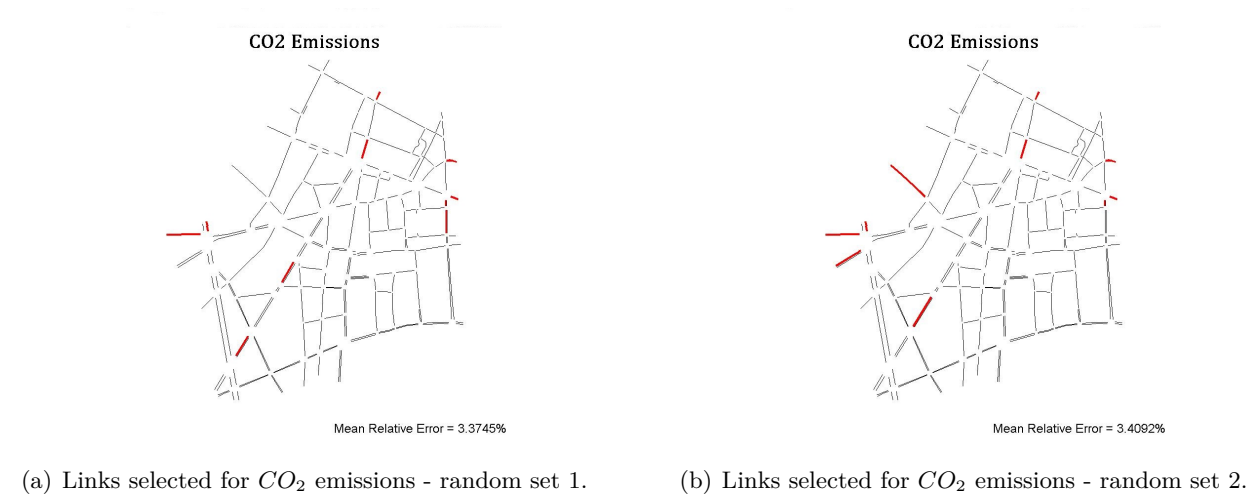 CO2 Emissions
Mean Relative Error = 3.3745%
(a) Links selected for CO₂ emissions - random set 1.
CO2 Emissions
Mean Relative Error = 3.4092%
(b) Links selected for CO₂ emissions - random set 2.